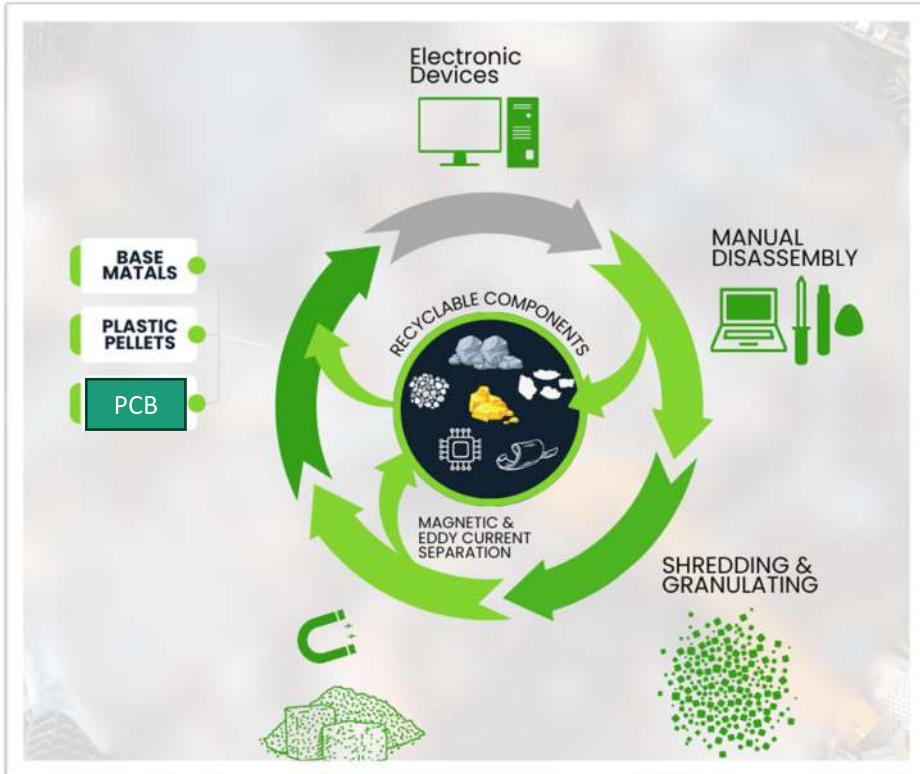 Electronic
Devices
MANUAL
DISASSEMBLY
BASE
MATALS
PLASTIC
PELLETS
PCB
RECYCLABLE COMPONENTS
MAGNETIC &
EDDY CURRENT
SEPARATION
SHREDDING &
GRANULATING